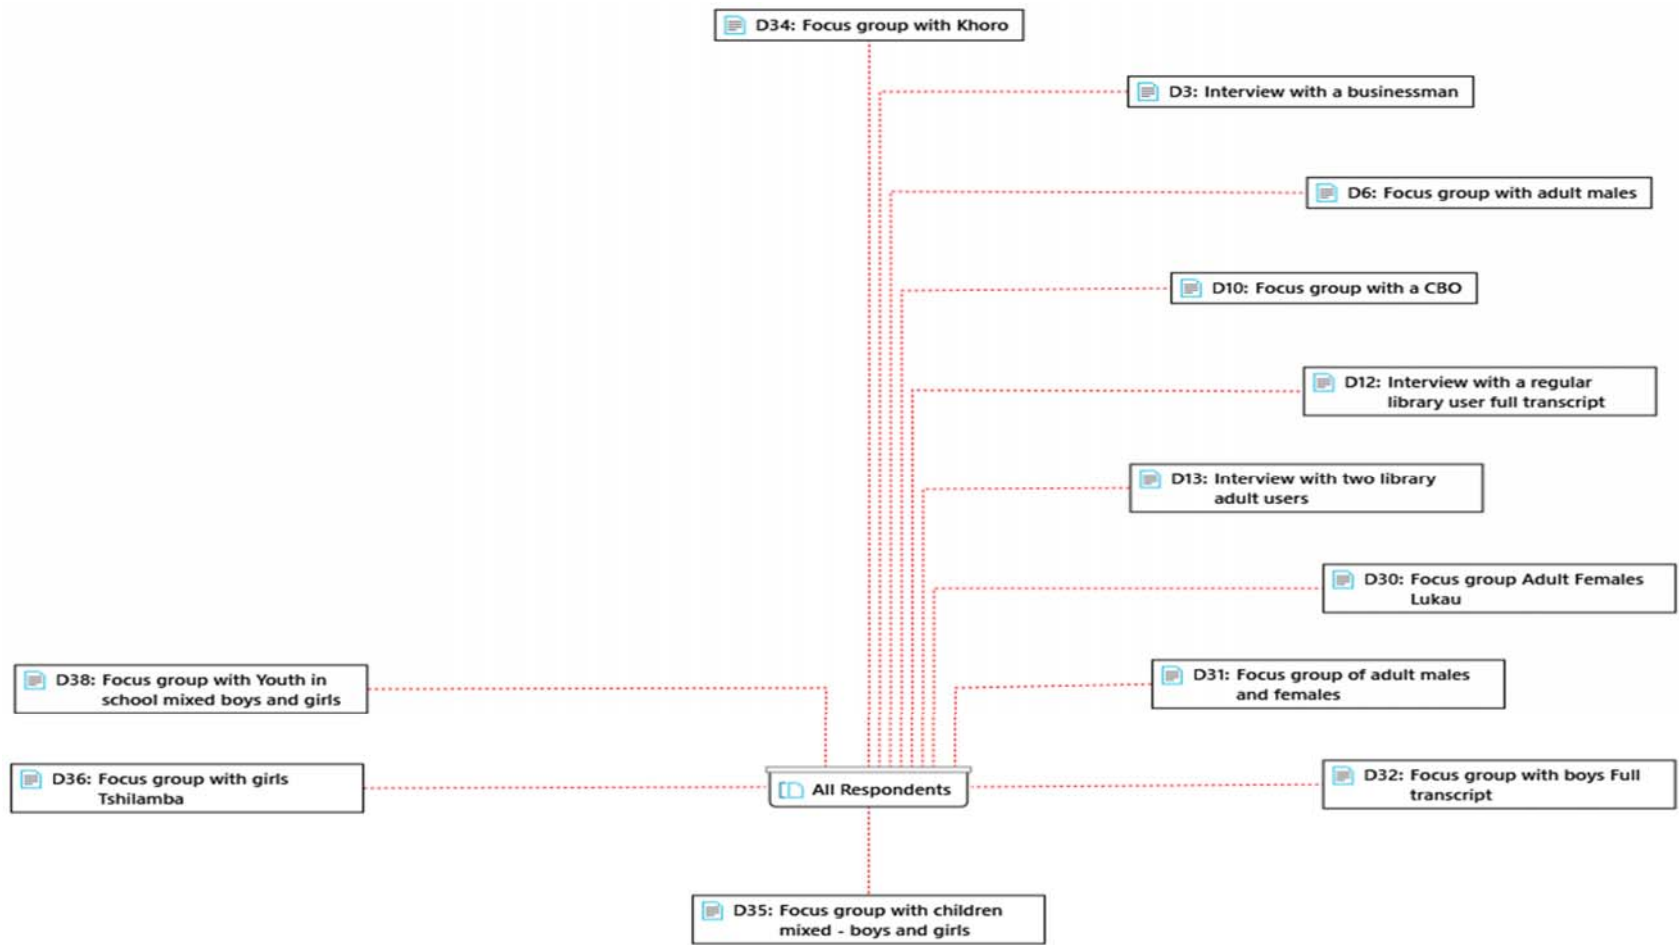 D34: Focus group with Khoro
D3: Interview with a businessman
D6: Focus group with adult males
D10: Focus group with a CBO
D12: Interview with a regular
library user full transcript
D13: Interview with two library
adult users
D30: Focus group Adult Females
Lukau
D38: Focus group with Youth in
school mixed boys and girls
D31: Focus group of adult males
and females
D36: Focus group with girls
Tshilamba
All Respondents
D32: Focus group with boys Full
transcript
D35: Focus group with children
mixed - boys and girls